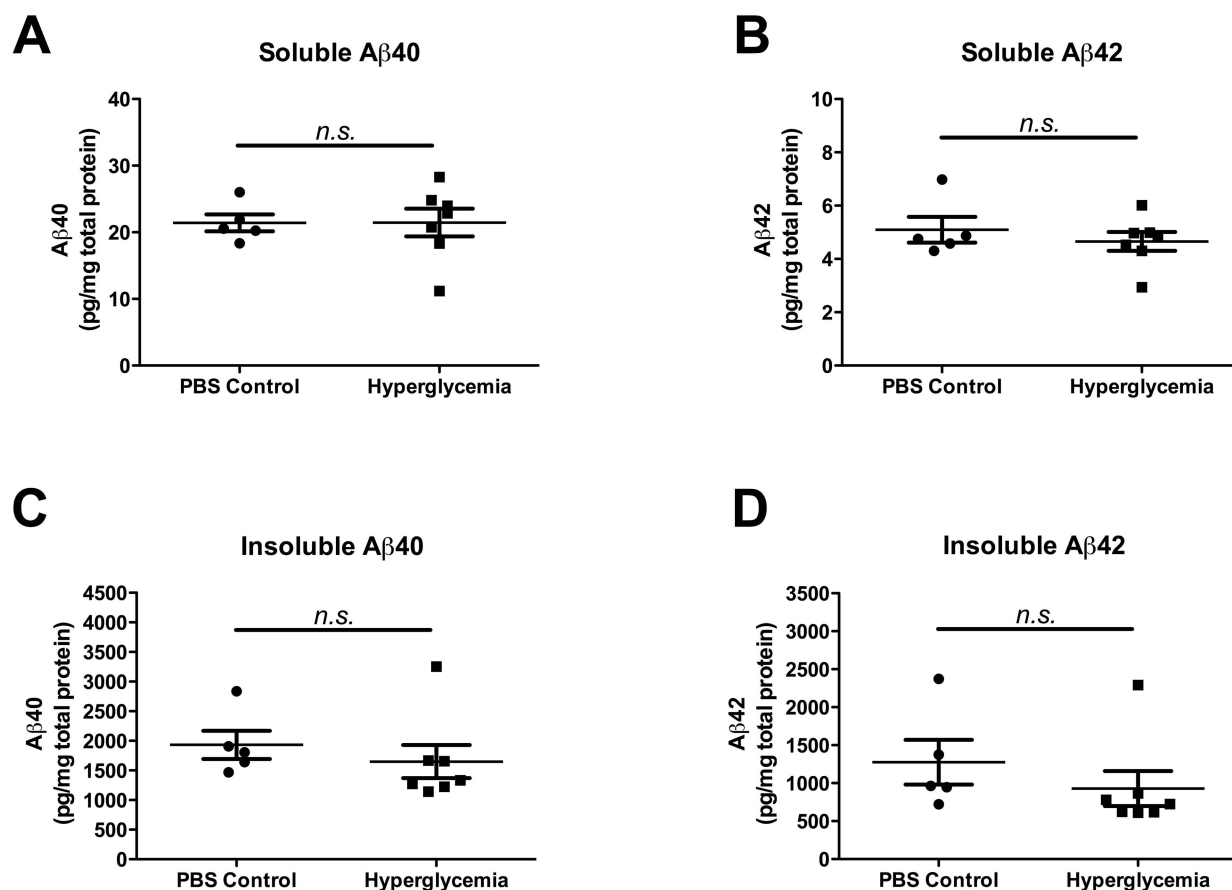 A
Soluble Aβ40
40
30
20
10
0
Aβ40
(pg/mg total protein)
n.s.
PBS Control
Hyperglycemia
B
Soluble Aβ42
10
8
6
4
2
0
Aβ42
(pg/mg total protein)
n.s.
PBS Control
Hyperglycemia
C
Insoluble Aβ40
4500
4000
3500
3000
2500
2000
1500
1000
500
0
Aβ40
(pg/mg total protein)
n.s.
PBS Control
Hyperglycemia
D
Insoluble Aβ42
3500
3000
2500
2000
1500
1000
500
0
Aβ42
(pg/mg total protein)
n.s.
PBS Control
Hyperglycemia